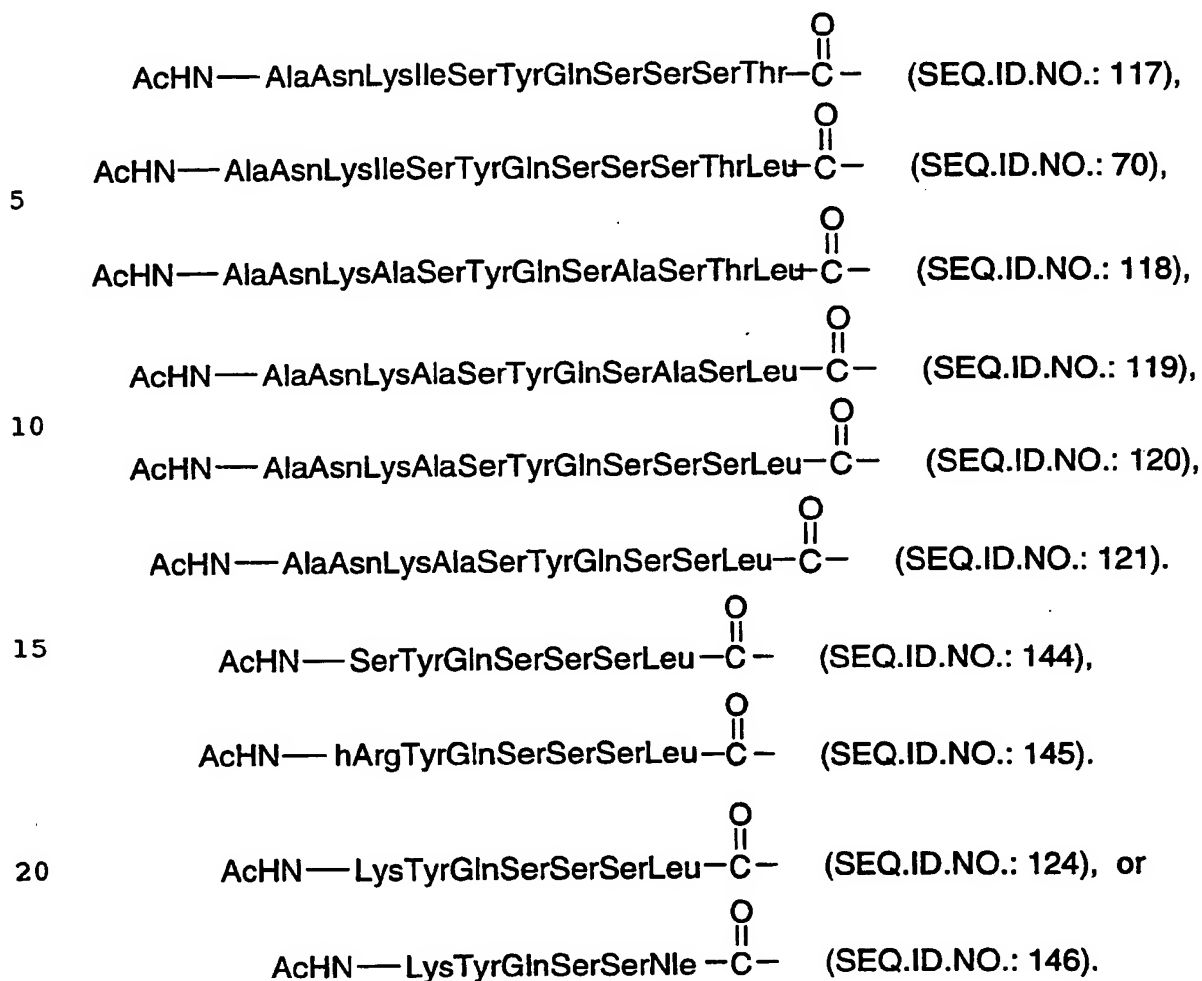 O
||
AcHN—AlaAsnLysIleSerTyrGlnSerSerSerThr–C– (SEQ.ID.NO.: 117),
O
||
AcHN—AlaAsnLysIleSerTyrGlnSerSerSerThrLeu–C– (SEQ.ID.NO.: 70),
5
O
||
AcHN—AlaAsnLysAlaSerTyrGlnSerAlaSerThrLeu–C– (SEQ.ID.NO.: 118),
O
||
AcHN—AlaAsnLysAlaSerTyrGlnSerAlaSerLeu–C– (SEQ.ID.NO.: 119),
10
O
||
AcHN—AlaAsnLysAlaSerTyrGlnSerSerSerLeu–C– (SEQ.ID.NO.: 120),
O
||
AcHN—AlaAsnLysAlaSerTyrGlnSerSerLeu–C– (SEQ.ID.NO.: 121).
15
O
||
AcHN—SerTyrGlnSerSerSerLeu–C– (SEQ.ID.NO.: 144),
O
||
AcHN—hArgTyrGlnSerSerSerLeu–C– (SEQ.ID.NO.: 145).
O
||
20 AcHN—LysTyrGlnSerSerSerLeu–C– (SEQ.ID.NO.: 124), or
O
||
AcHN—LysTyrGlnSerSerNle–C– (SEQ.ID.NO.: 146).